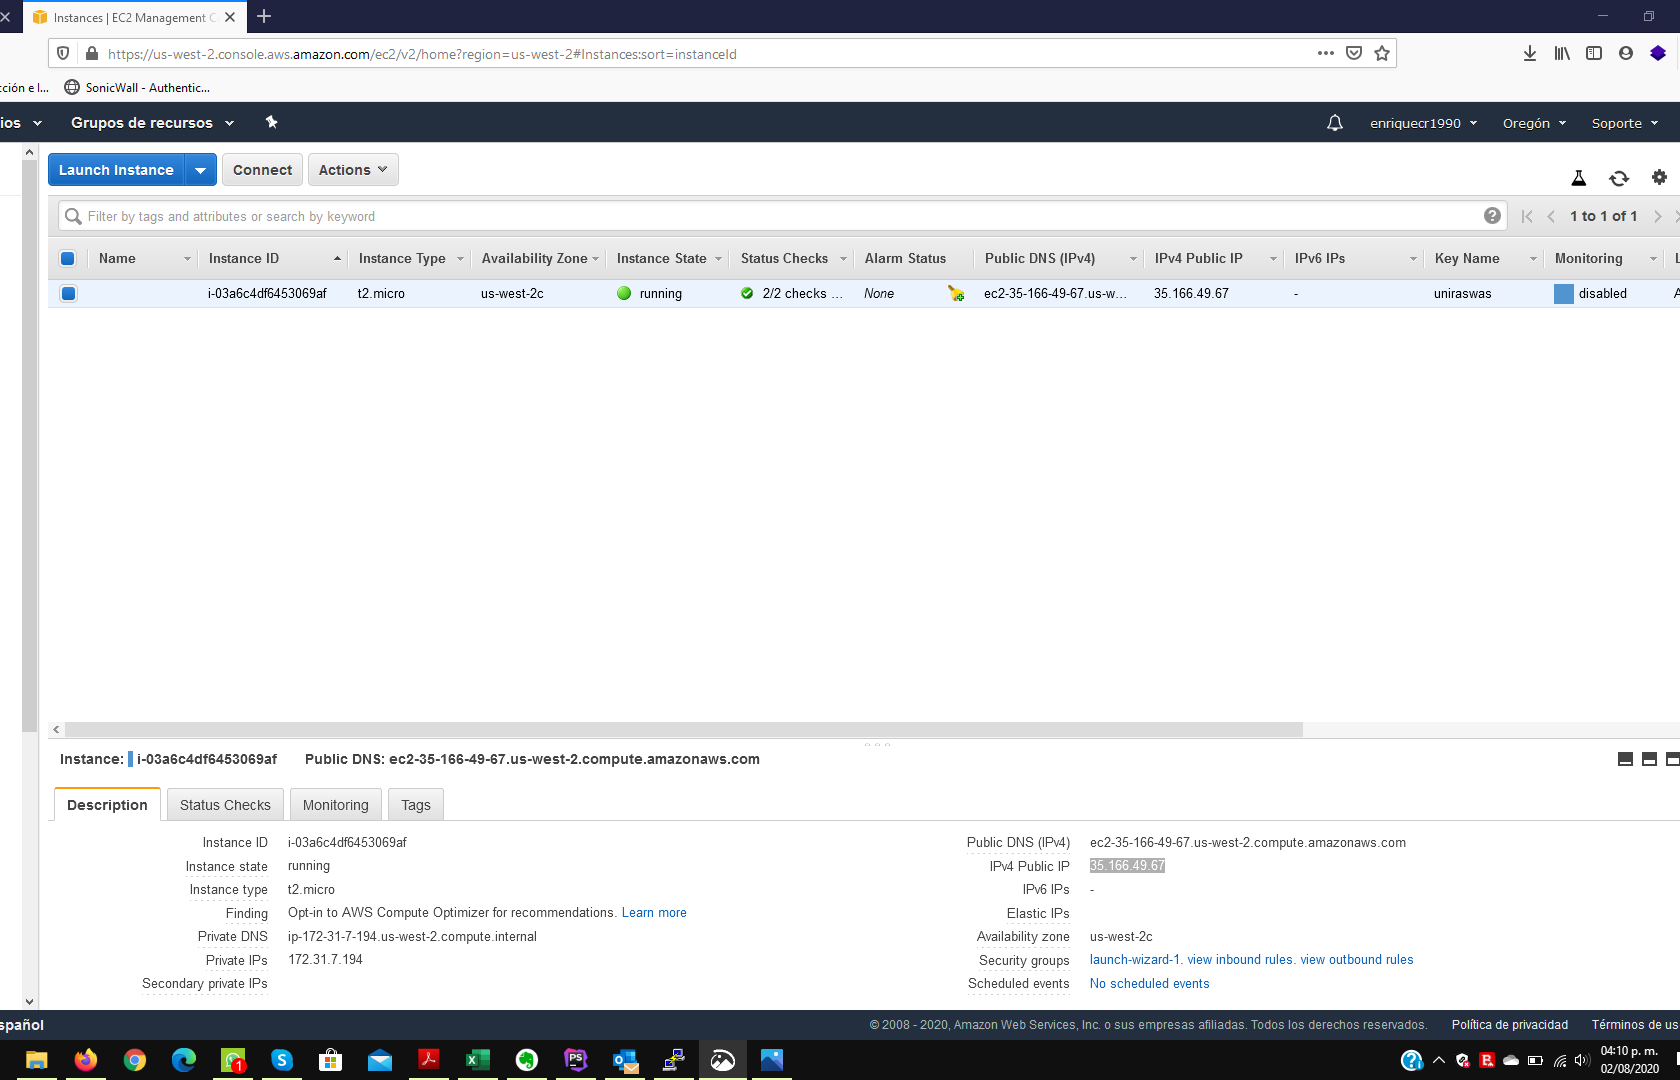 Instances | EC2 Management C
https://us-west-2.console.aws.amazon.com/ec2/v2/home?region=us-west-2#Instances:sort=instanceId
cción e I... SonicWall - Authentic...
ios Grupos de recursos enriquecr1990 Oregón Soporte
Launch Instance Connect Actions
Filter by tags and attributes or search by keyword 1 to 1 of 1
Name Instance ID Instance Type Availability Zone Instance State Status Checks Alarm Status Public DNS (IPv4) IPv4 Public IP IPv6 IPs Key Name Monitoring L
i-03a6c4df6453069af t2.micro us-west-2c running 2/2 checks ... None ec2-35-166-49-67.us-w... 35.166.49.67 - uniraswas disabled A
Instance: i-03a6c4df6453069af Public DNS: ec2-35-166-49-67.us-west-2.compute.amazonaws.com
Description Status Checks Monitoring Tags
Instance ID i-03a6c4df6453069af Public DNS (IPv4) ec2-35-166-49-67.us-west-2.compute.amazonaws.com
Instance state running IPv4 Public IP 35.166.49.67
Instance type t2.micro IPv6 IPs -
Finding Opt-in to AWS Compute Optimizer for recommendations. Learn more Elastic IPs
Private DNS ip-172-31-7-194.us-west-2.compute.internal Availability zone us-west-2c
Private IPs 172.31.7.194 Security groups launch-wizard-1. view inbound rules. view outbound rules
Secondary private IPs Scheduled events No scheduled events
spañol © 2008 - 2020, Amazon Web Services, Inc. o sus empresas afiliadas. Todos los derechos reservados. Política de privacidad Términos de us
04:10 p. m.
02/08/2020